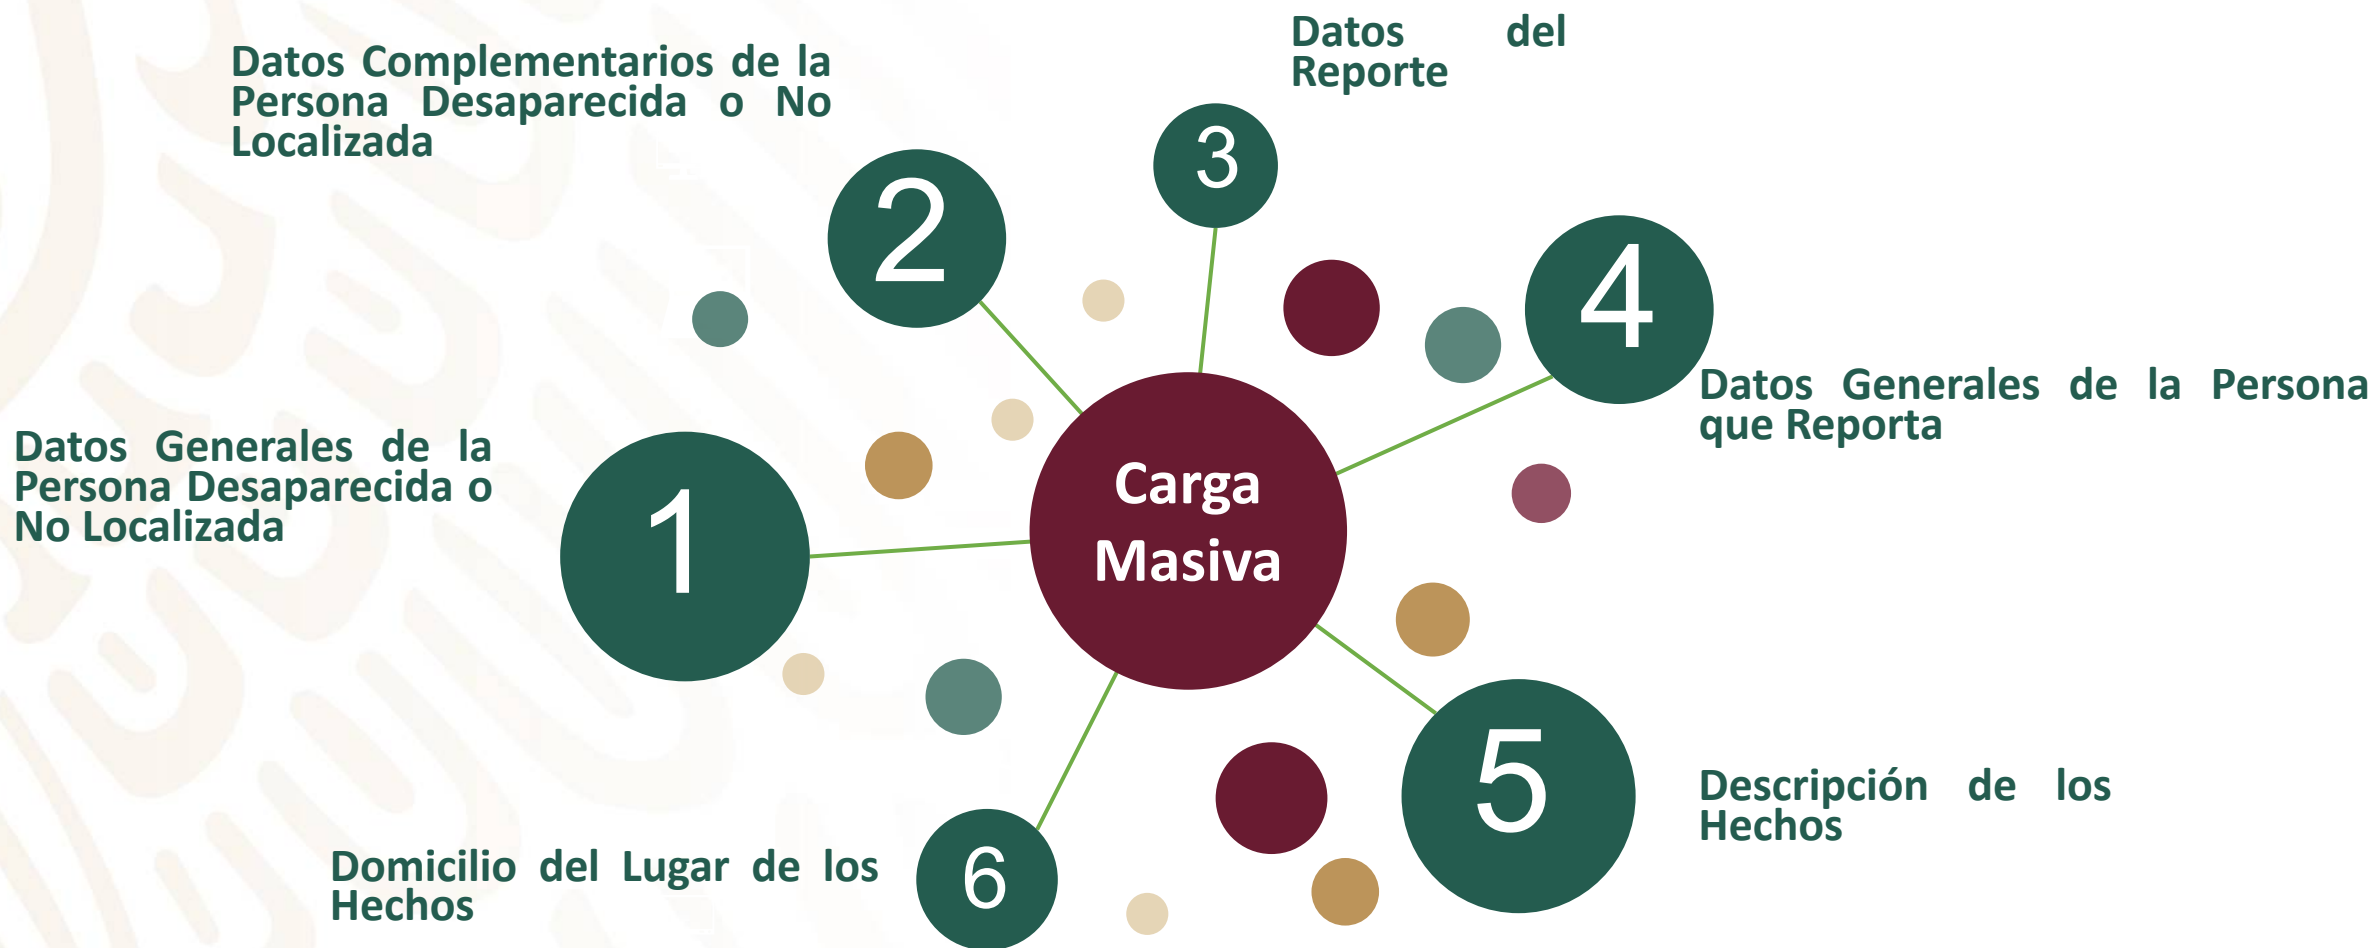 Datos Generales de la
Persona Desaparecida o
No Localizada
1
Datos Complementarios de la
Persona Desaparecida o No
Localizada
2
Datos del
Reporte
3
4
Datos Generales de la Persona
que Reporta
Carga
Masiva
5
Descripción de los
Hechos
Domicilio del Lugar de los
Hechos
6